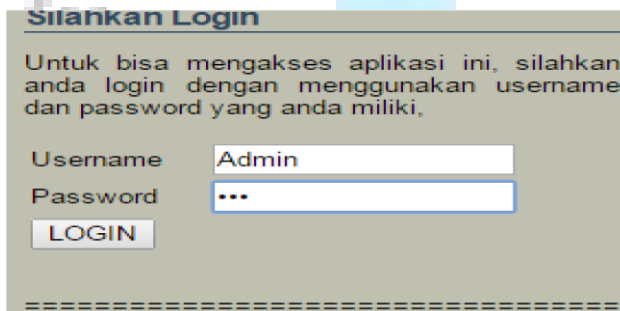 Silahkan Login
Untuk bisa mengakses aplikasi ini, silahkan
anda login dengan menggunakan username
dan password yang anda miliki,
Username Admin
Password •••
LOGIN
==================================